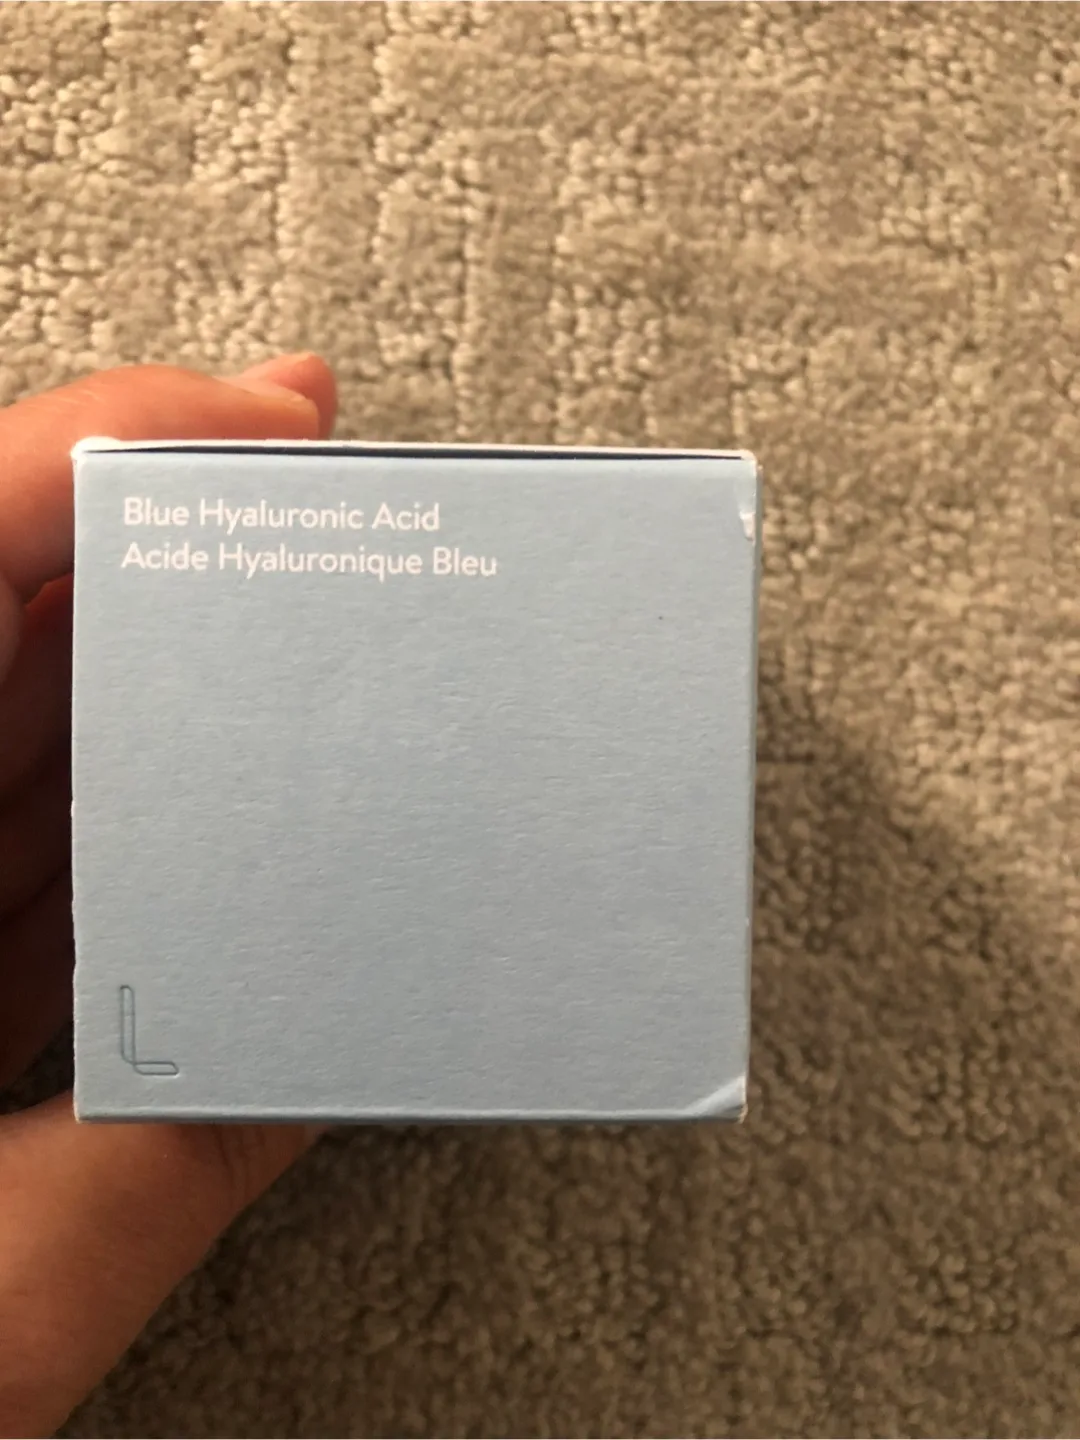 Blue Hyaluronic Acid
Acide Hyaluronique Bleu
L